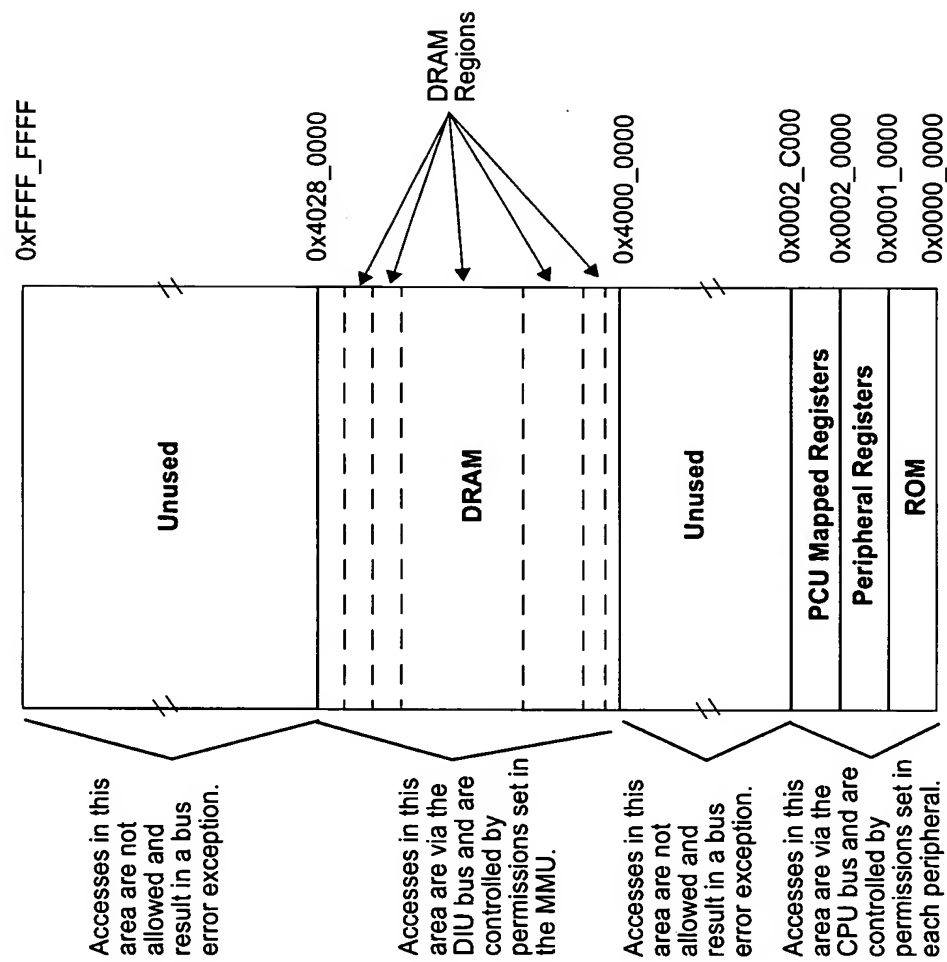 0xFFFF_FFFF
Unused
Accesses in this
area are not
allowed and
result in a bus
error exception.
0x4028_0000
DRAM
Regions
DRAM
Accesses in this
area are via the
DIU bus and are
controlled by
permissions set in
the MMU.
0x4000_0000
Unused
Accesses in this
area are not
allowed and
result in a bus
error exception.
0x0002_C000
PCU Mapped Registers
0x0002_0000
Peripheral Registers
0x0001_0000
ROM
0x0000_0000
Accesses in this
area are via the
CPU bus and are
controlled by
permissions set in
each peripheral.